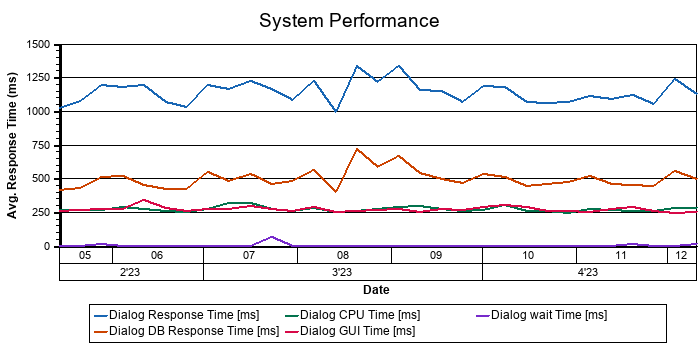 System Performance
Avg. Response Time (ms)
1500
1250
1000
750
500
250
0
05 06 07 08 09 10 11 12
2'23 3'23 4'23
Date
Dialog Response Time [ms] Dialog CPU Time [ms] Dialog wait Time [ms]
Dialog DB Response Time [ms] Dialog GUI Time [ms]